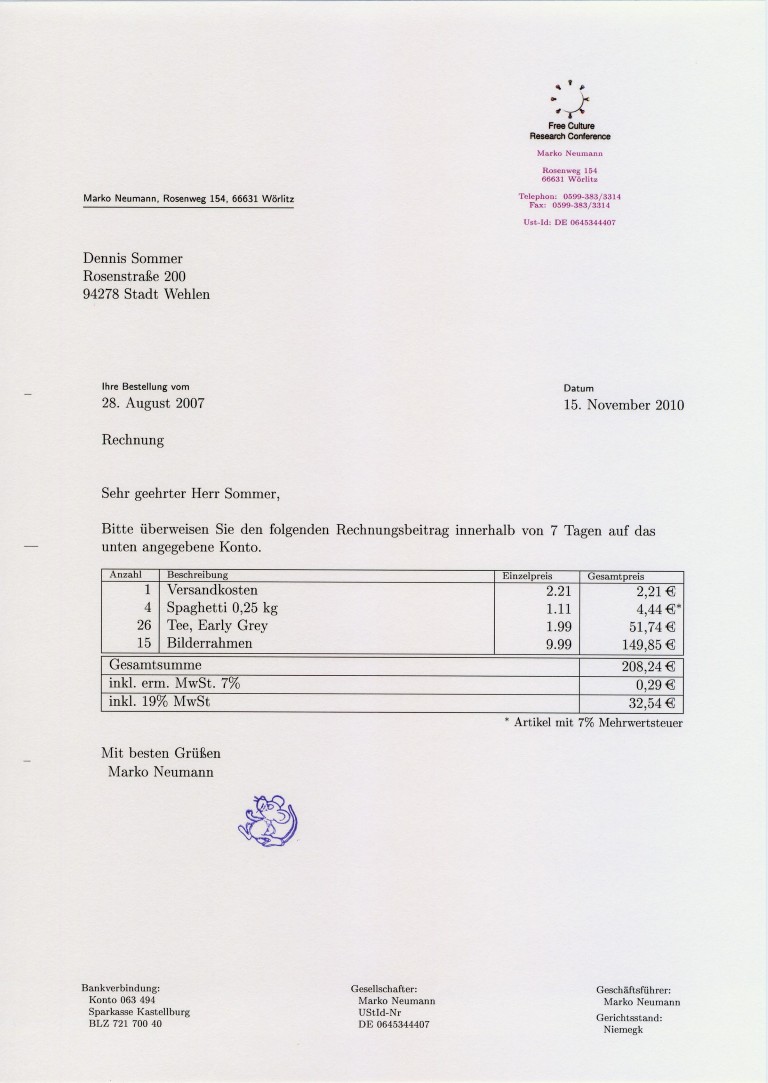 Free Culture
Research Conference
Marko Neumann
Rosenweg 154
66631 Wörlitz
Telephon: 0599-383/3314
Fax: 0599-383/3314
Ust-Id: DE 0645344407
Marko Neumann, Rosenweg 154, 66631 Wörlitz
Dennis Sommer
Rosenstraße 200
94278 Stadt Wehlen
Ihre Bestellung vom Datum
28. August 2007 15. November 2010
Rechnung
Sehr geehrter Herr Sommer,
Bitte überweisen Sie den folgenden Rechnungsbeitrag innerhalb von 7 Tagen auf das
unten angegebene Konto.
Anzahl Beschreibung Einzelpreis Gesamtpreis
1 Versandkosten 2.21 2,21 €
4 Spaghetti 0,25 kg 1.11 4,44 €*
26 Tee, Early Grey 1.99 51,74 €
15 Bilderrahmen 9.99 149,85 €
Gesamtsumme 208,24 €
inkl. erm. MwSt. 7% 0,29 €
inkl. 19% MwSt 32,54 €
* Artikel mit 7% Mehrwertsteuer
Mit besten Grüßen
Marko Neumann
Bankverbindung:
Konto 063 494
Sparkasse Kastellburg
BLZ 721 700 40
Gesellschafter:
Marko Neumann
UStId-Nr
DE 0645344407
Geschäftsführer:
Marko Neumann
Gerichtsstand:
Niemegk